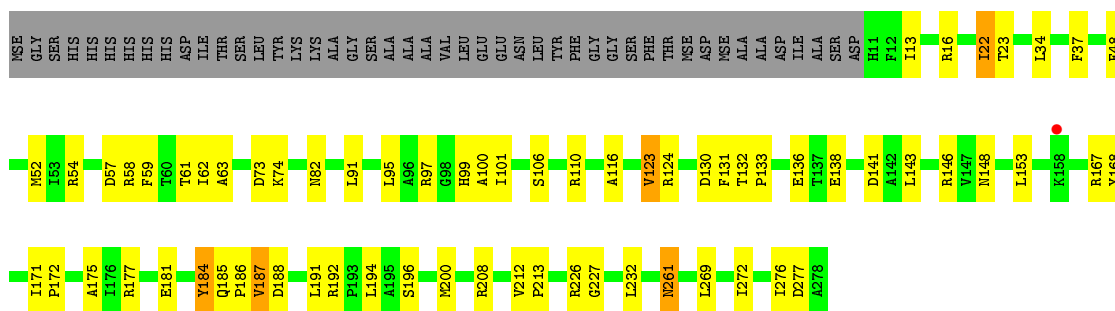 MSE GLY SER HIS HIS HIS HIS HIS HIS ASP ILE THR SER LEU TYR LYS LYS ALA GLY SER ALA ALA ALA VAL LEU GLU GLU ASN LEU TYR PHE GLY GLY SER PHE THR MSE ASP MSE ALA ALA ASP ILE ALA SER ASP H11 F12 I13 R16 I22 T23 L34 F37 E48
M52 I53 R54 D57 R58 F59 T60 T61 I62 A63 D73 K74 N82 L91 L95 A96 R97 G98 H99 A100 I101 S106 R110 A116 V123 R124 D130 F131 T132 P133 E136 T137 E138 D141 A142 L143 R146 V147 N148 L153 K158 R167
I171 P172 A175 I176 R177 E181 Y184 Q185 P186 V187 D188 L191 R192 P193 L194 A195 S196 M200 R208 V212 P213 R226 G227 L232 N261 L269 I272 I276 D277 A278